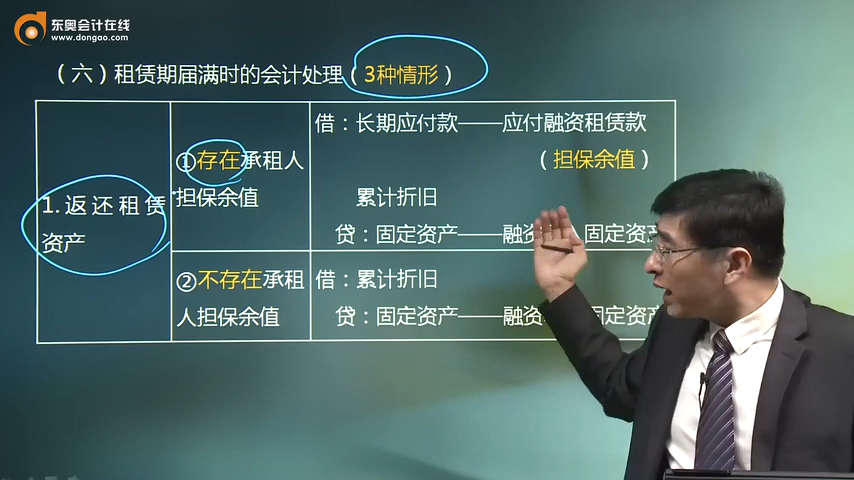 东奥会计在线
www.dongao.com
（六）租赁期届满时的会计处理（3种情形）
1.返还租赁
资产
①存在承租人
担保余值
借：长期应付款——应付融资租赁款
（担保余值）
累计折旧
贷：固定资产——融资 固定资产
②不存在承租
人担保余值
借：累计折旧
贷：固定资产——融资 固定资产